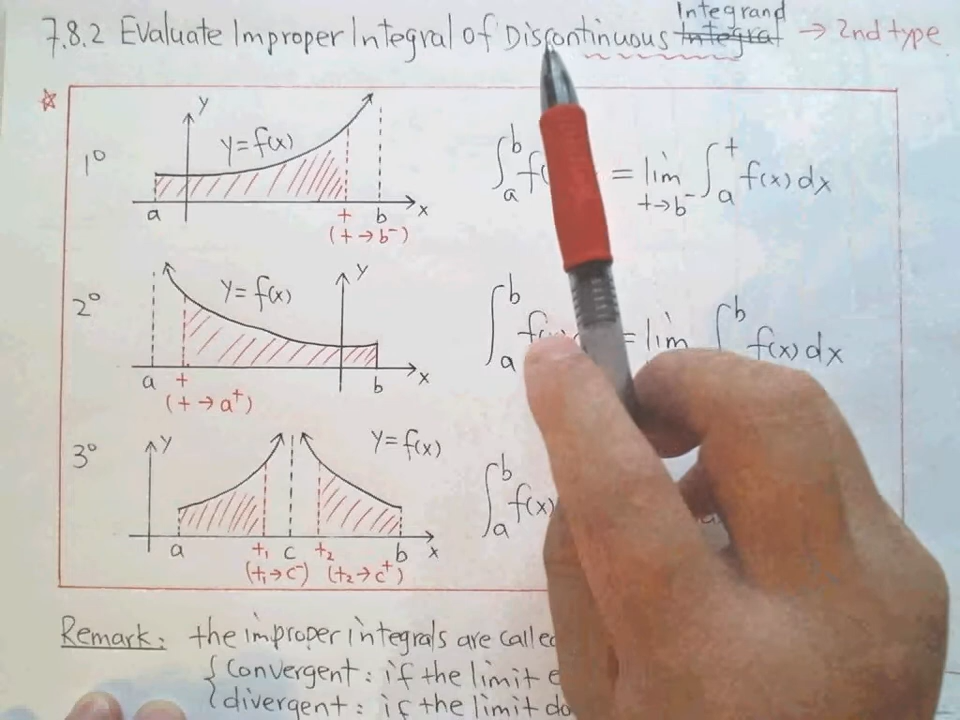 7.8.2 Evaluate Improper Integral of Discontinuous Integral Integrand → 2nd type
☆
1° y y = f(x) a t b x
(t → b⁻)
∫ₐᵇ f( = lim t→b⁻ ∫ₐᵗ f(x) dx
2° y = f(x) y a t b x
(t → a⁺)
∫ₐᵇ f(x) = lim ∫ᵇ f(x) dx
3° y y = f(x) a t₁ c t₂ b x
(t₁ → c⁻) (t₂ → c⁺)
∫ₐᵇ f(x)
Remark: the improper integrals are called
{ convergent: if the limit
divergent: if the limit